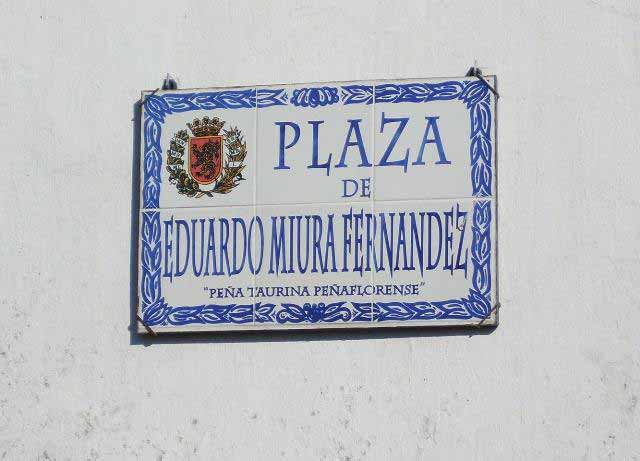 PLAZA
DE
EDUARDO MIURA FERNANDEZ
"PEÑA TAURINA PEÑAFLORENSE"